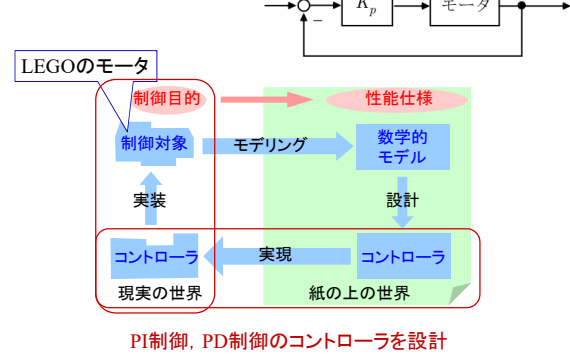 Kp
モータ
−
LEGOのモータ
制御目的
性能仕様
制御対象
モデリング
数学的
モデル
実装
設計
コントローラ
実現
コントローラ
現実の世界
紙の上の世界
PI制御, PD制御のコントローラを設計